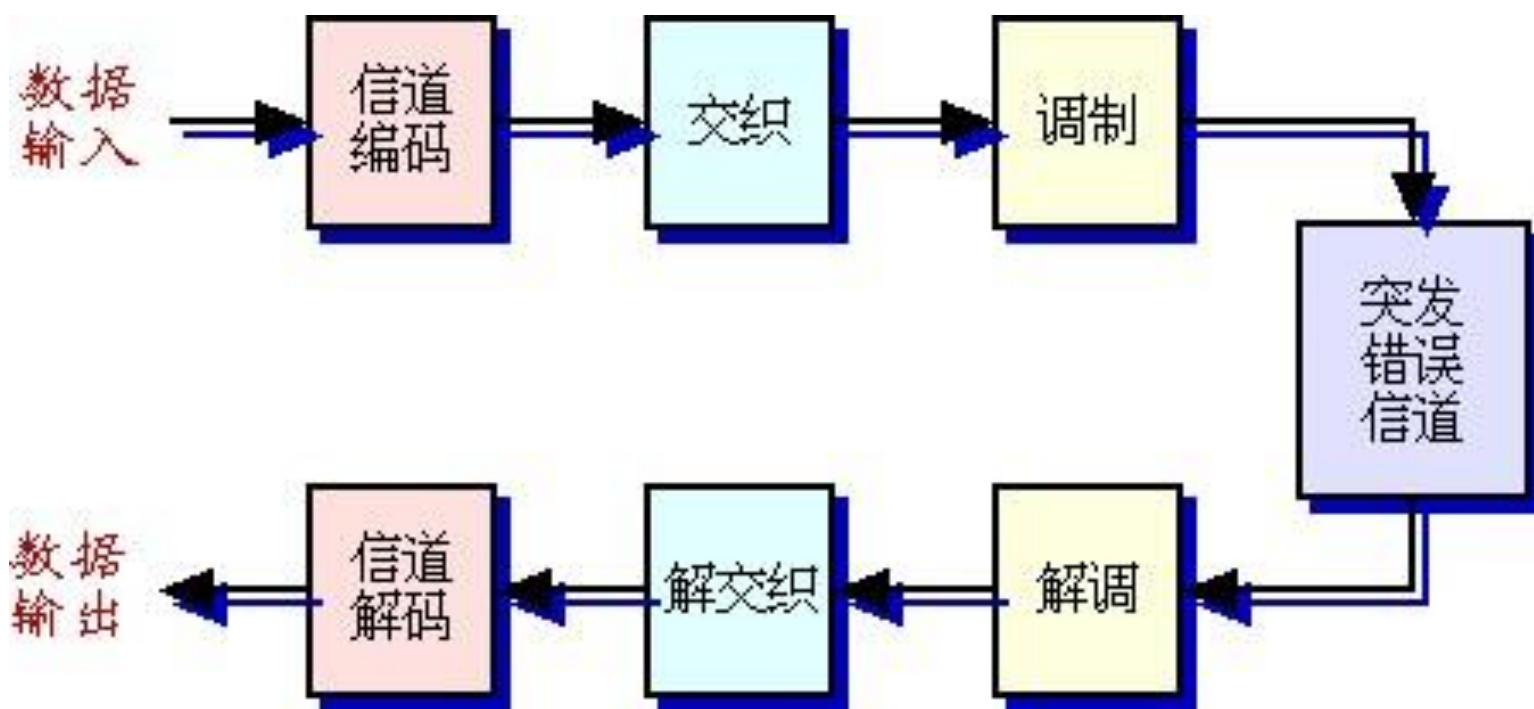 数据
输入
信道
编码
交织
调制
突发
错误
信道
解调
解交织
信道
解码
数据
输出